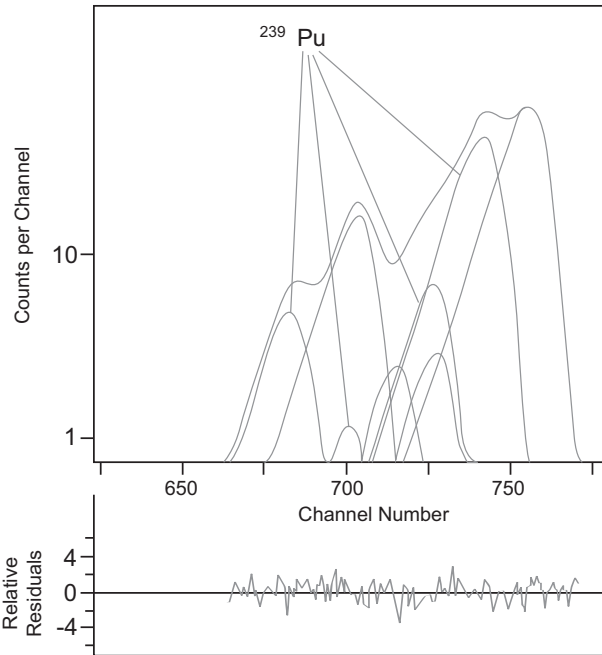 239 Pu
Counts per Channel
10
1
650 700 750
Channel Number
Relative
Residuals
4
0
-4